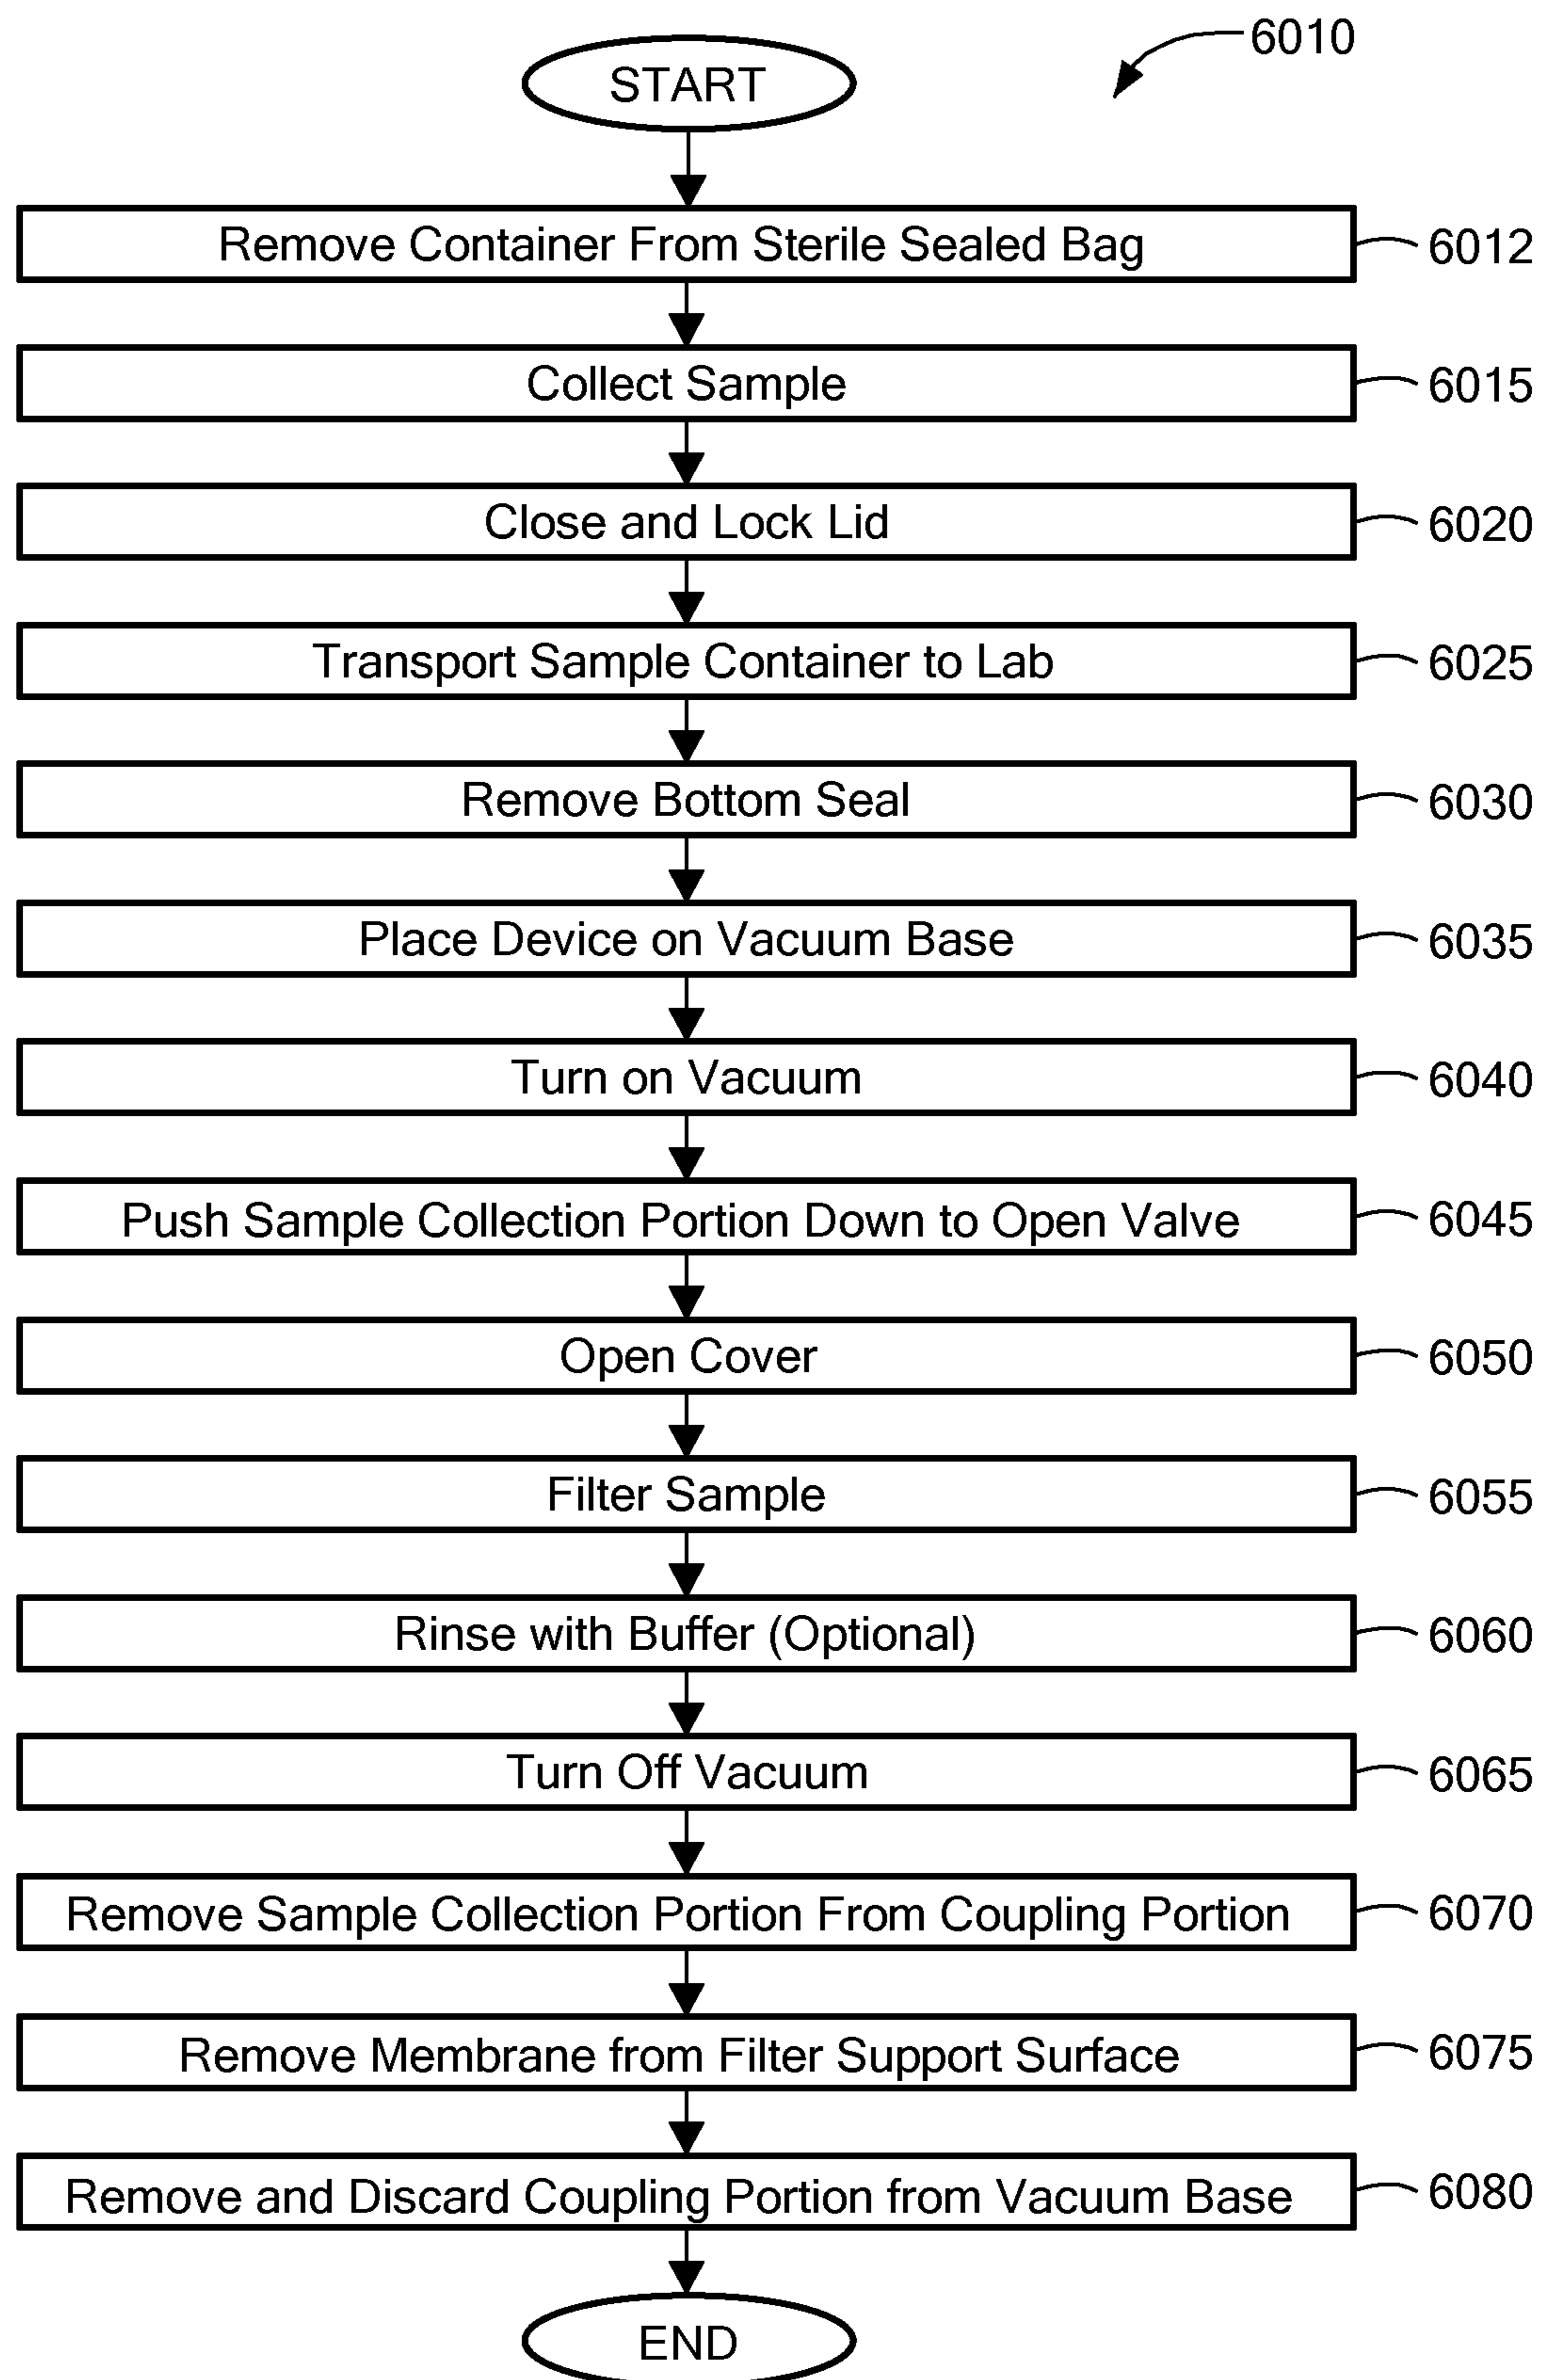 6010
START
Remove Container From Sterile Sealed Bag 6012
Collect Sample 6015
Close and Lock Lid 6020
Transport Sample Container to Lab 6025
Remove Bottom Seal 6030
Place Device on Vacuum Base 6035
Turn on Vacuum 6040
Push Sample Collection Portion Down to Open Valve 6045
Open Cover 6050
Filter Sample 6055
Rinse with Buffer (Optional) 6060
Turn Off Vacuum 6065
Remove Sample Collection Portion From Coupling Portion 6070
Remove Membrane from Filter Support Surface 6075
Remove and Discard Coupling Portion from Vacuum Base 6080
END